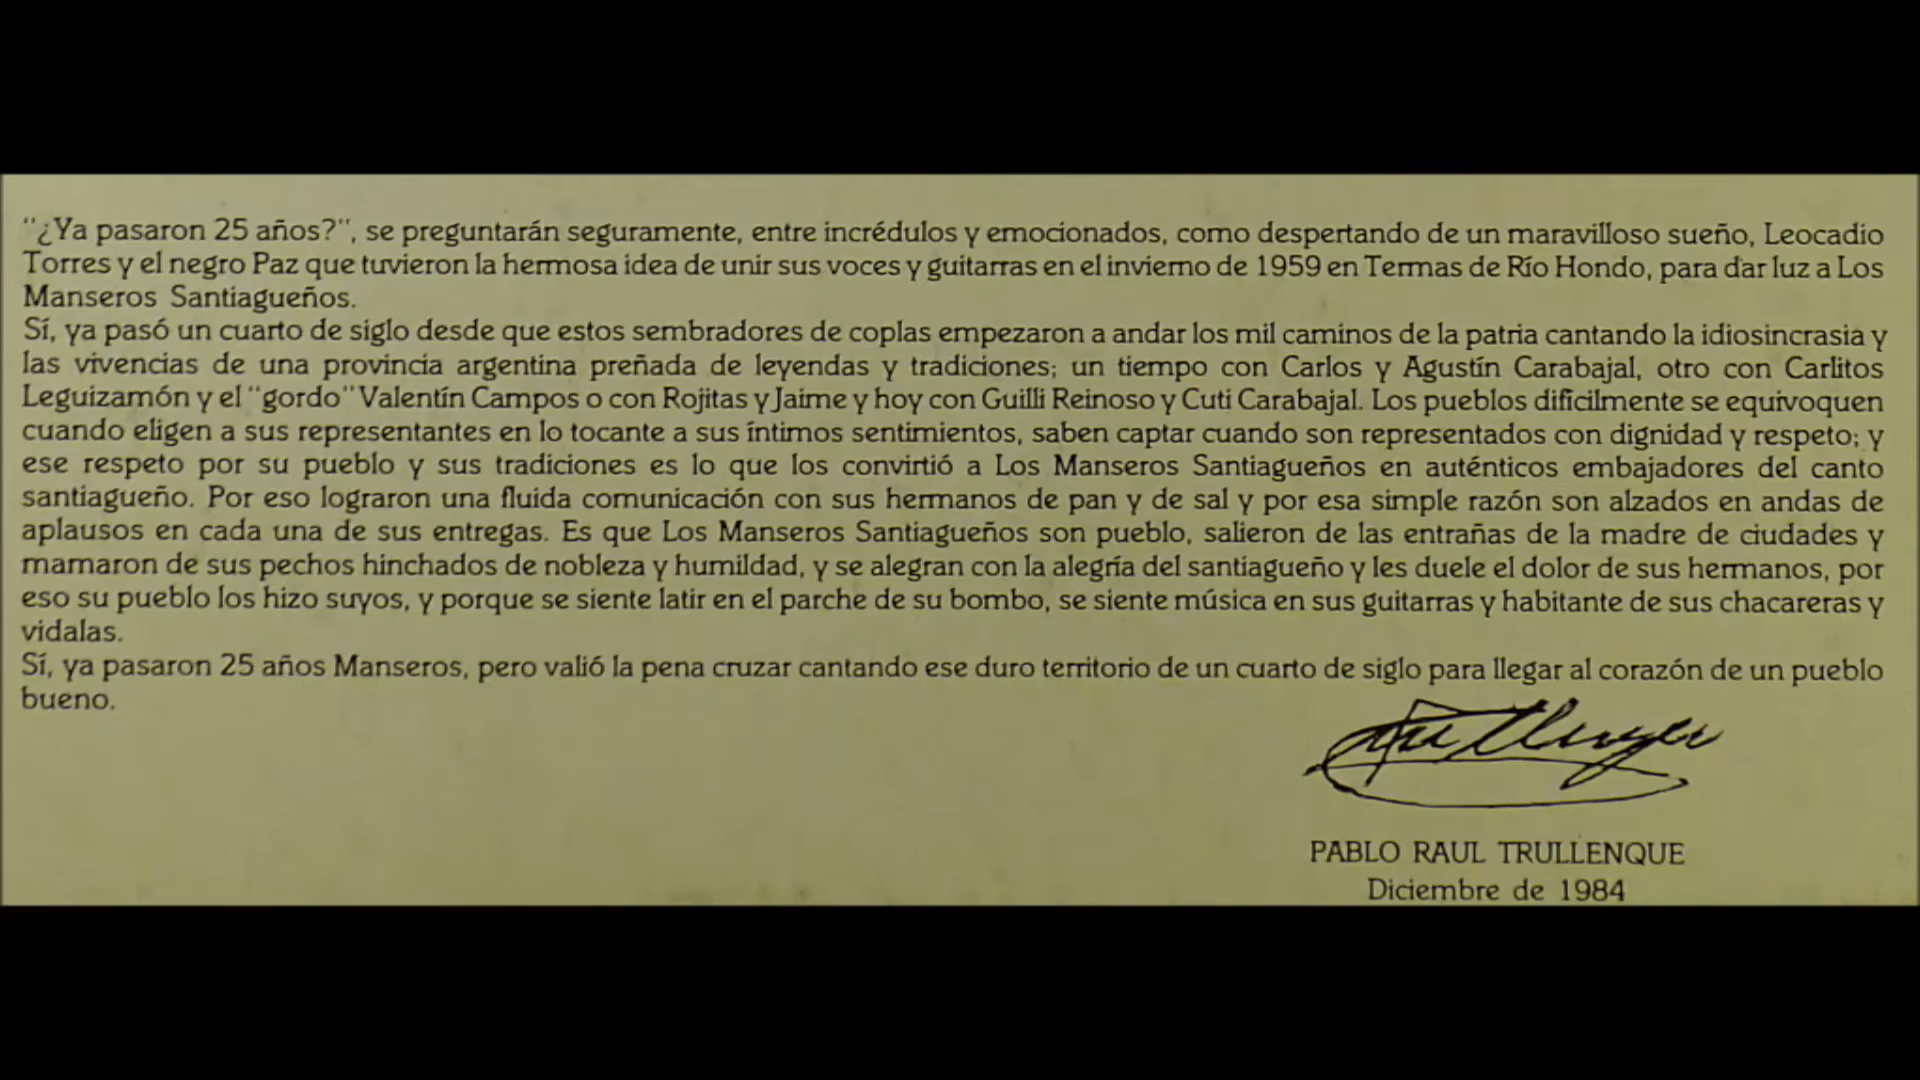 "¿Ya pasaron 25 años?", se preguntarán seguramente, entre incrédulos y emocionados, como despertando de un maravilloso sueño, Leocadio
Torres y el negro Paz que tuvieron la hermosa idea de unir sus voces y guitarras en el invierno de 1959 en Termas de Río Hondo, para dar luz a Los
Manseros Santiagueños.
Sí, ya pasó un cuarto de siglo desde que estos sembradores de coplas empezaron a andar los mil caminos de la patria cantando la idiosincrasia y
las vivencias de una provincia argentina preñada de leyendas y tradiciones; un tiempo con Carlos y Agustín Carabajal, otro con Carlitos
Leguizamón y el "gordo" Valentín Campos o con Rojitas y Jaime y hoy con Guilli Reinoso y Cuti Carabajal. Los pueblos difícilmente se equivoquen
cuando eligen a sus representantes en lo tocante a sus íntimos sentimientos, saben captar cuando son representados con dignidad y respeto; y
ese respeto por su pueblo y sus tradiciones es lo que los convirtió a Los Manseros Santiagueños en auténticos embajadores del canto
santiagueño. Por eso lograron una fluida comunicación con sus hermanos de pan y de sal y por esa simple razón son alzados en andas de
aplausos en cada una de sus entregas. Es que Los Manseros Santiagueños son pueblo, salieron de las entrañas de la madre de ciudades y
mamaron de sus pechos hinchados de nobleza y humildad, y se alegran con la alegría del santiagueño y les duele el dolor de sus hermanos, por
eso su pueblo los hizo suyos, y porque se siente latir en el parche de su bombo, se siente música en sus guitarras y habitante de sus chacareras y
vidalas.
Sí, ya pasaron 25 años Manseros, pero valió la pena cruzar cantando ese duro territorio de un cuarto de siglo para llegar al corazón de un pueblo
bueno.
PABLO RAUL TRULLENQUE
Diciembre de 1984